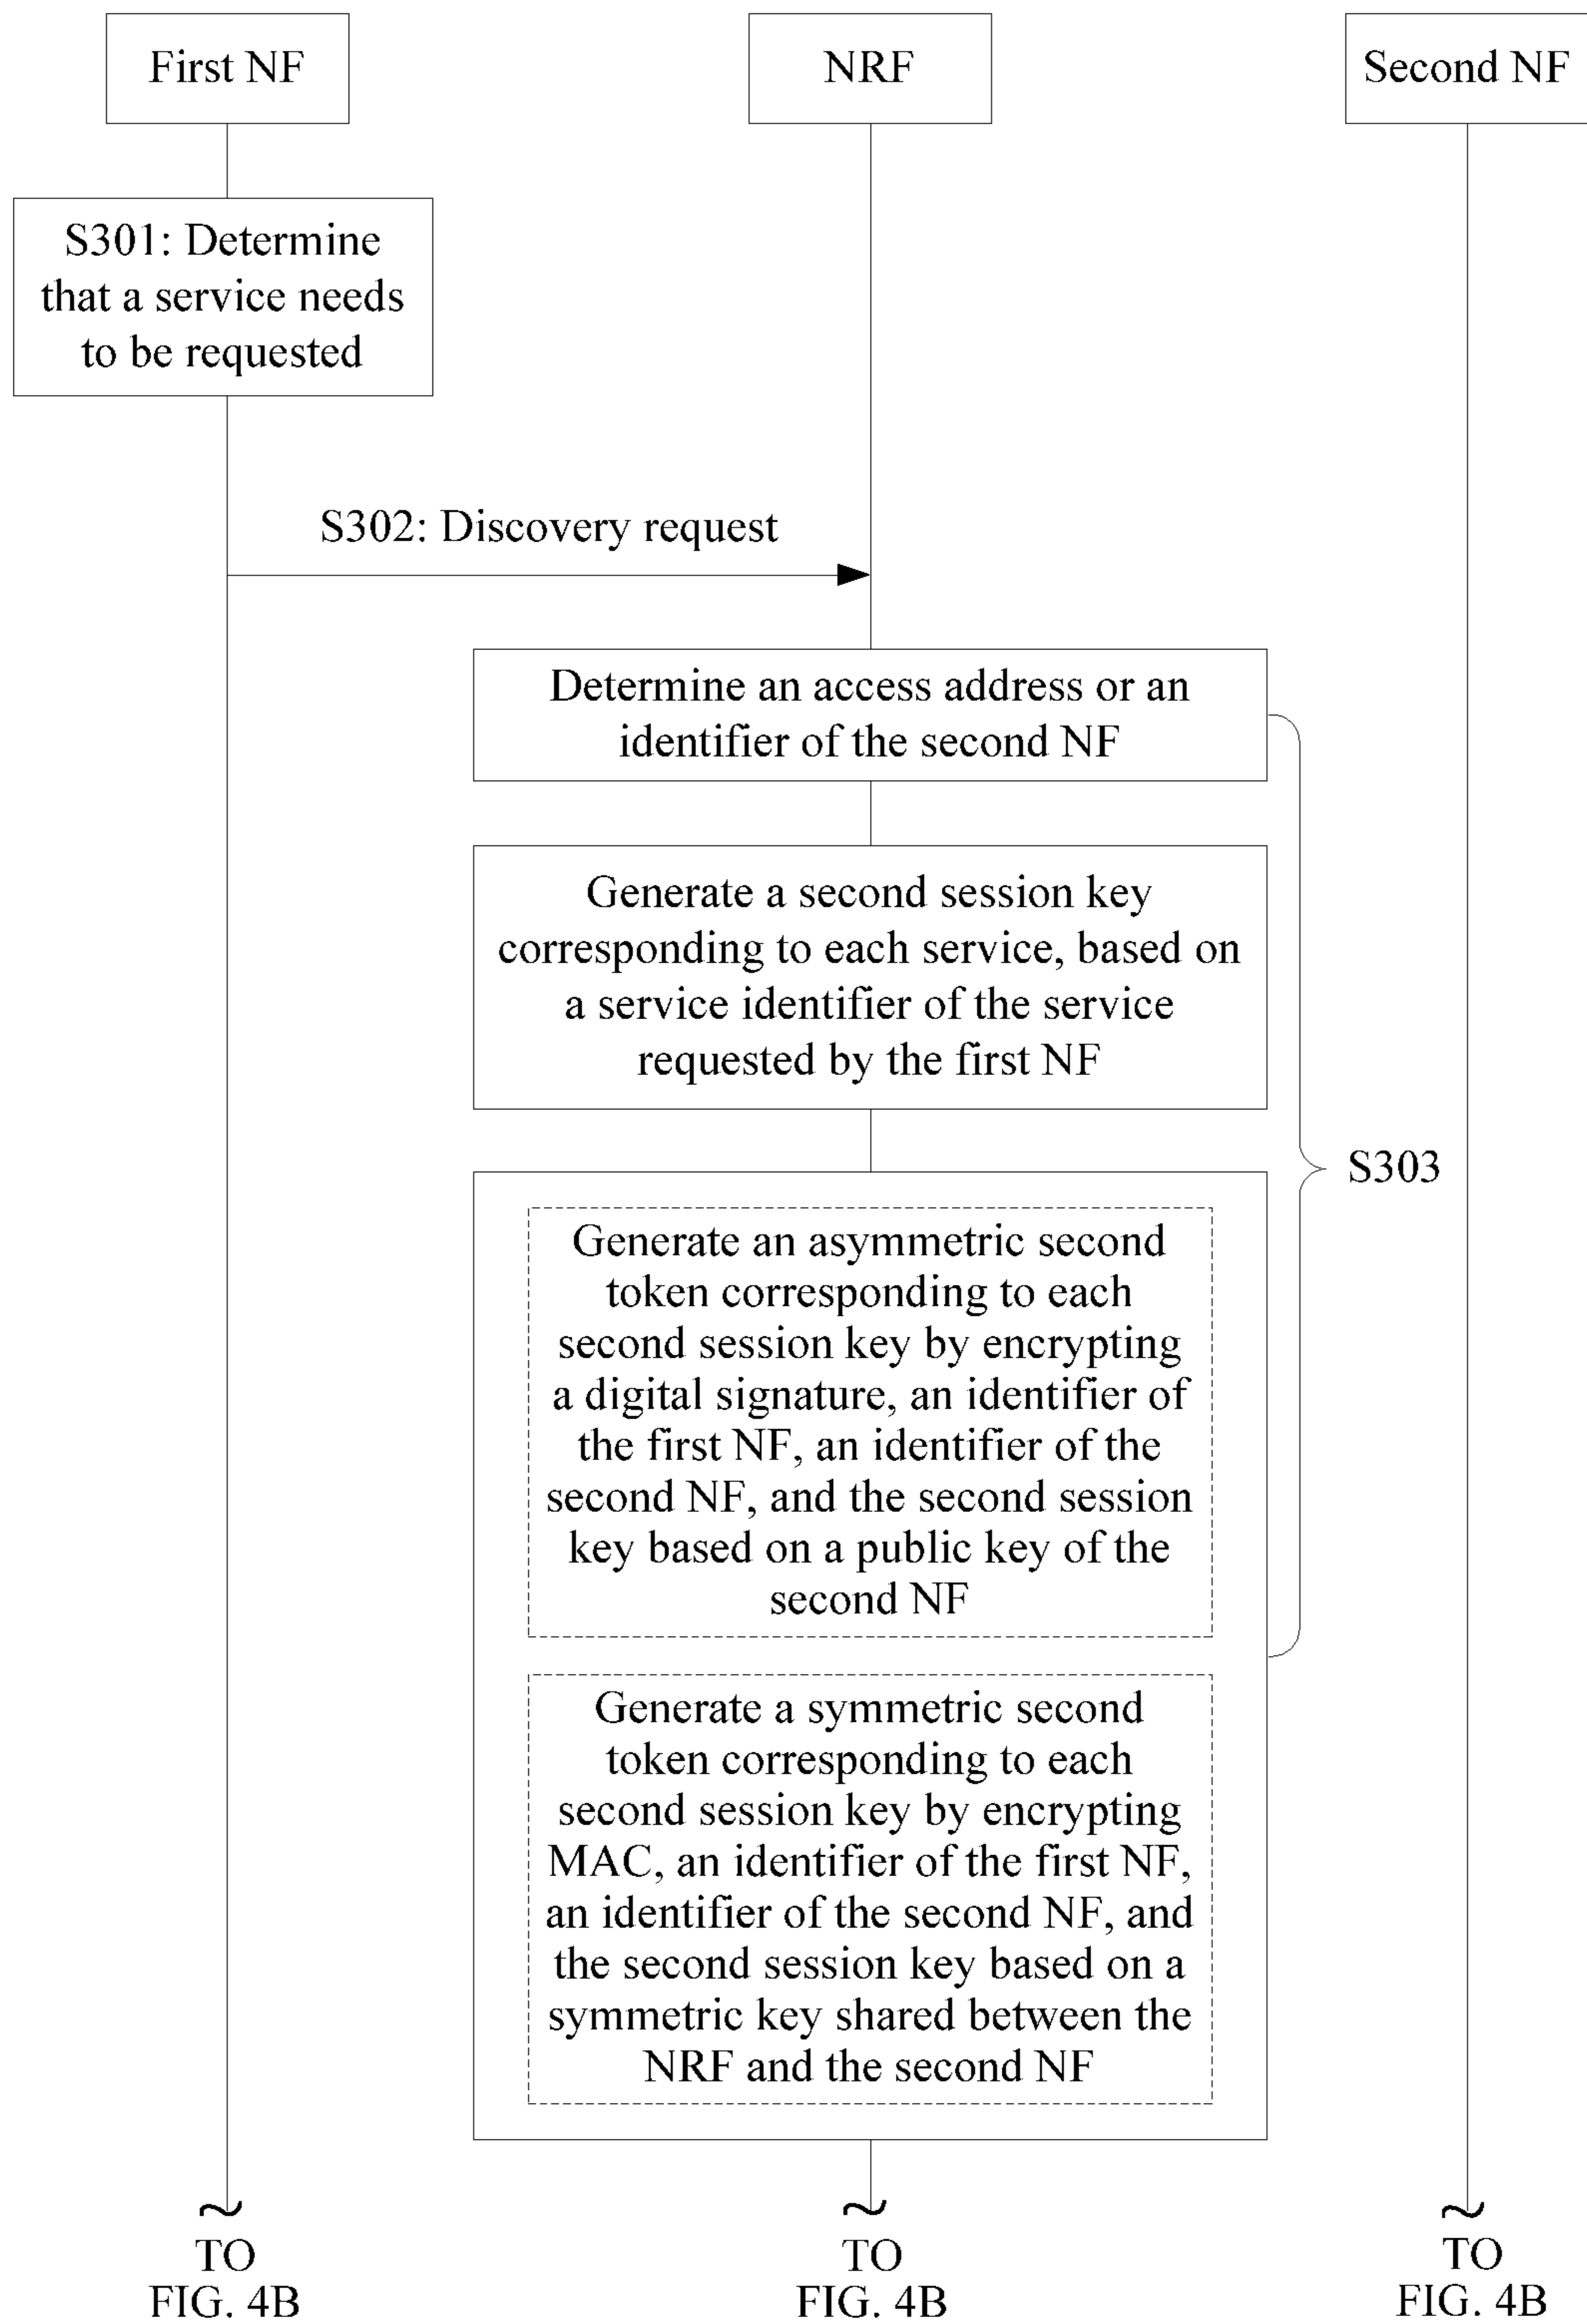 First NF
NRF
Second NF
S301: Determine
that a service needs
to be requested
S302: Discovery request
Determine an access address or an
identifier of the second NF
Generate a second session key
corresponding to each service, based on
a service identifier of the service
requested by the first NF
S303
Generate an asymmetric second
token corresponding to each
second session key by encrypting
a digital signature, an identifier of
the first NF, an identifier of the
second NF, and the second session
key based on a public key of the
second NF
Generate a symmetric second
token corresponding to each
second session key by encrypting
MAC, an identifier of the first NF,
an identifier of the second NF, and
the second session key based on a
symmetric key shared between the
NRF and the second NF
TO
FIG. 4B
TO
FIG. 4B
TO
FIG. 4B